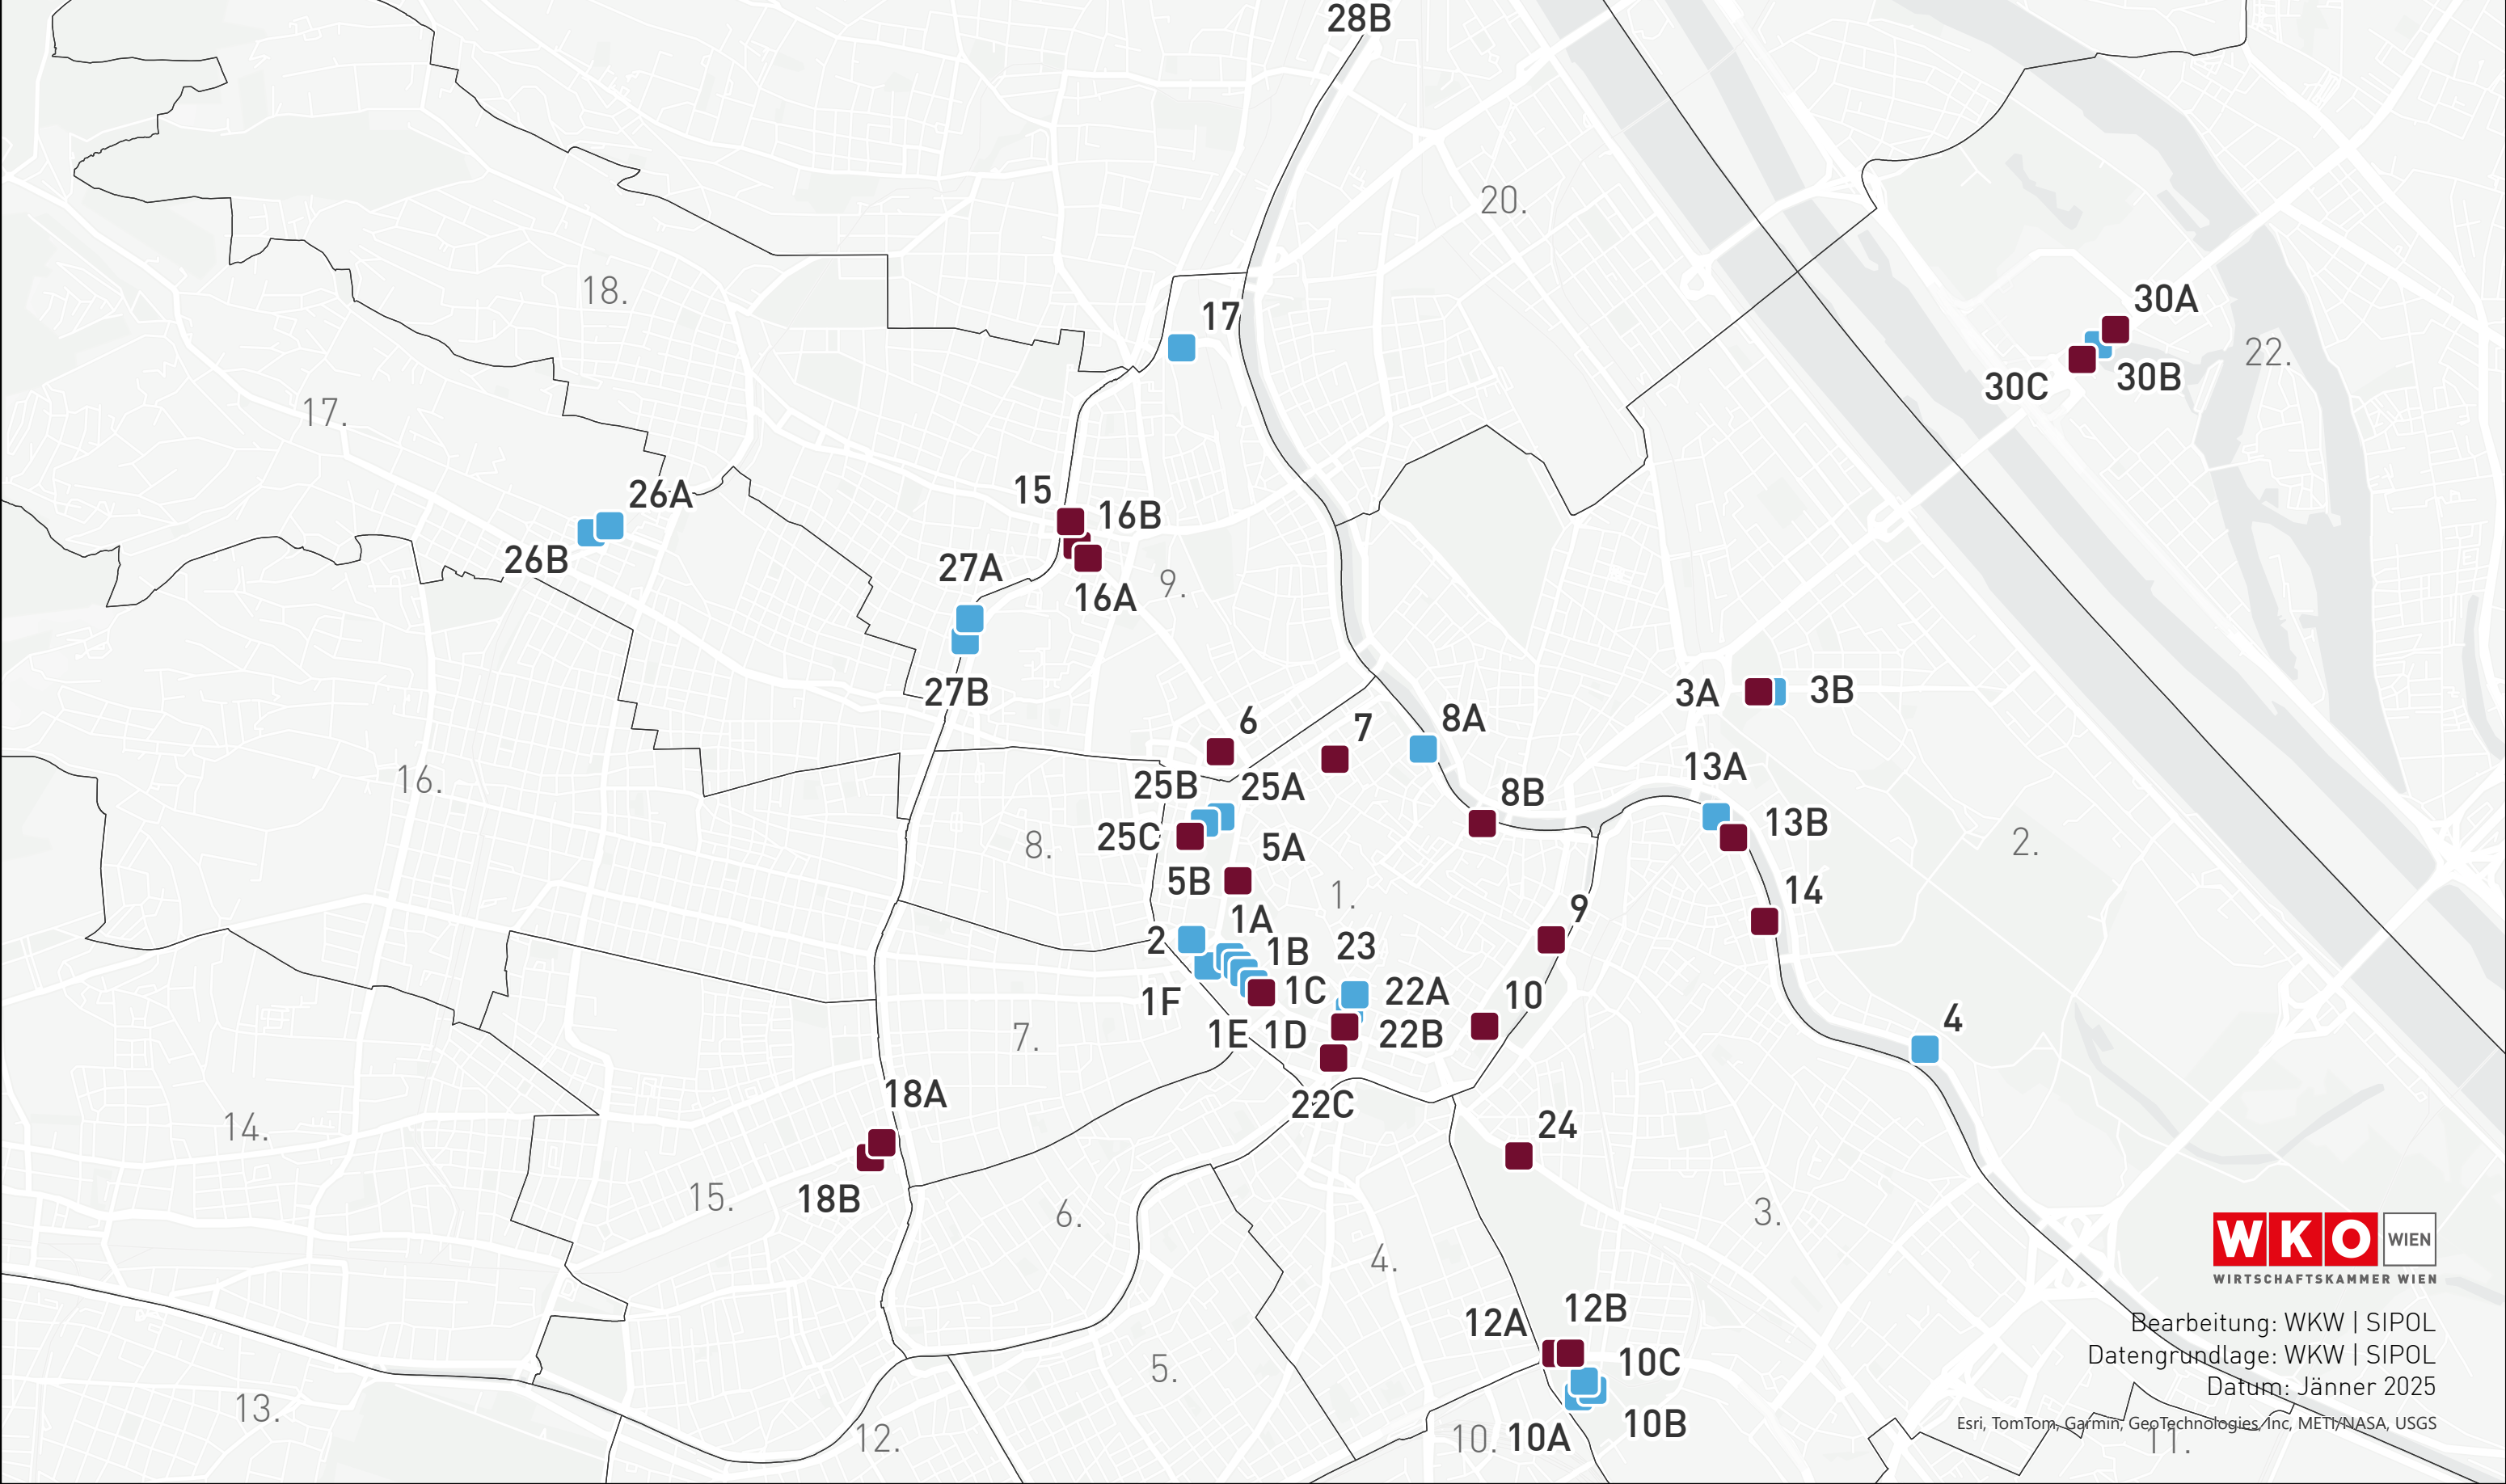 28B
20.
18.
17
30A
22.
30B
30C
17.
26A
15
16B
26B
27A
16A
9.
27B
3A
3B
6
7
8A
13A
25B
25A
8B
16.
13B
25C
8.
5A
2.
5B
1.
14
9
1A
2
1B
23
1C
22A
10
1F
4
1E
1D
22B
7.
18A
22C
24
14.
15.
18B
6.
3.
4.
12B
12A
10C
5.
13.
10B
12.
10.
10A
11.
WKO WIEN
WIRTSCHAFTSKAMMER WIEN
Bearbeitung: WKW | SIPOL
Datengrundlage: WKW | SIPOL
Datum: Jänner 2025
Esri, TomTom, Garmin, GeoTechnologies, Inc, METI/NASA, USGS